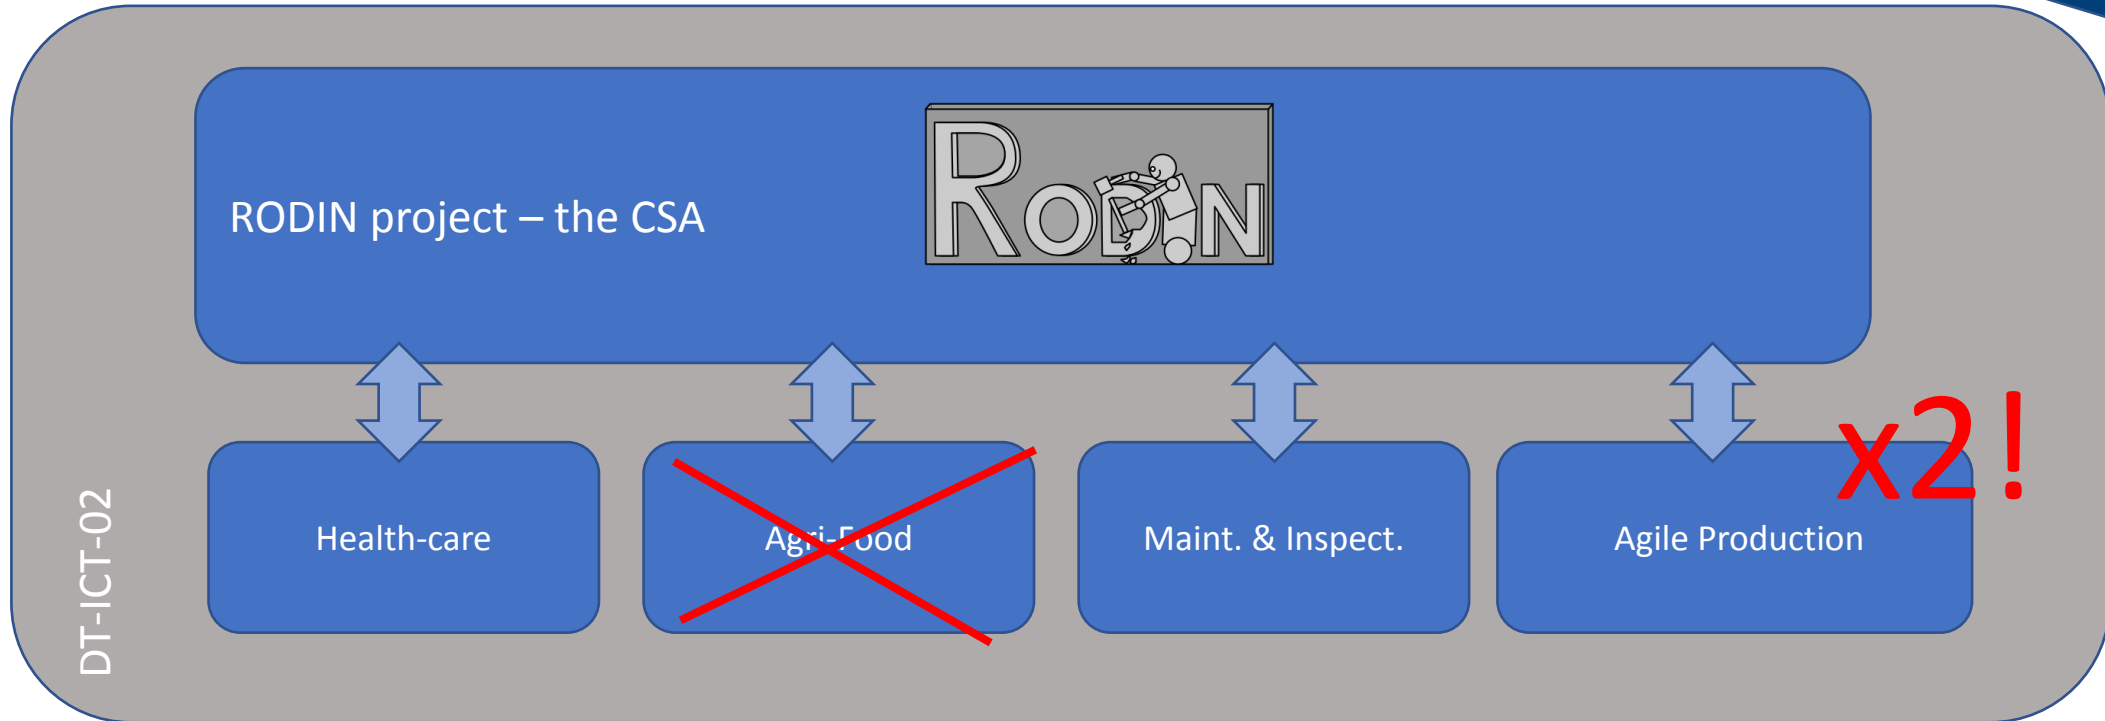 RODIN project – the CSA
RODIN
x2!
Health-care
Agri-Food
Maint. & Inspect.
Agile Production
DT-ICT-02